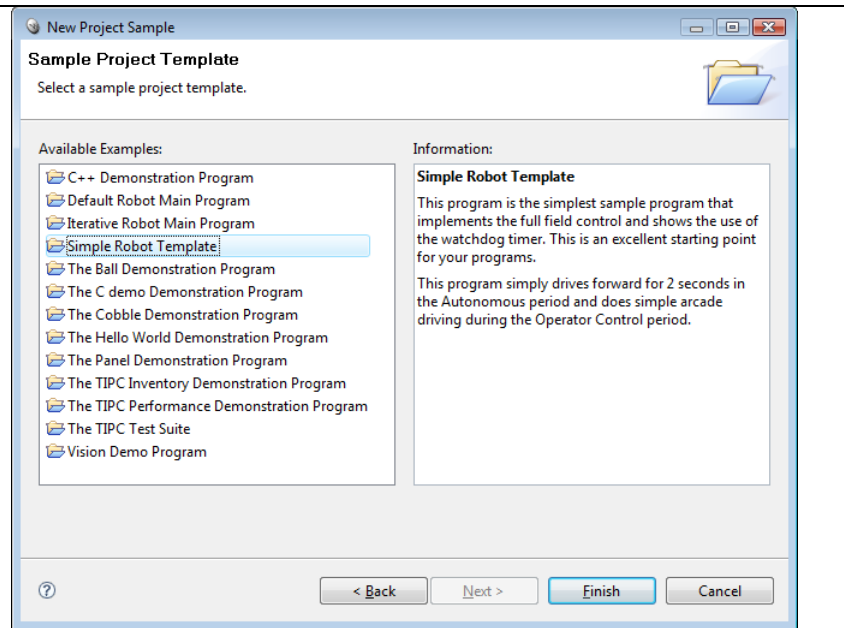 New Project Sample
Sample Project Template
Select a sample project template.
Available Examples:
C++ Demonstration Program
Default Robot Main Program
Iterative Robot Main Program
Simple Robot Template
The Ball Demonstration Program
The C demo Demonstration Program
The Cobble Demonstration Program
The Hello World Demonstration Program
The Panel Demonstration Program
The TIPC Inventory Demonstration Program
The TIPC Performance Demonstration Program
The TIPC Test Suite
Vision Demo Program
Information:
Simple Robot Template
This program is the simplest sample program that
implements the full field control and shows the use of
the watchdog timer. This is an excellent starting point
for your programs.
This program simply drives forward for 2 seconds in
the Autonomous period and does simple arcade
driving during the Operator Control period.
?
< Back
Next >
Finish
Cancel